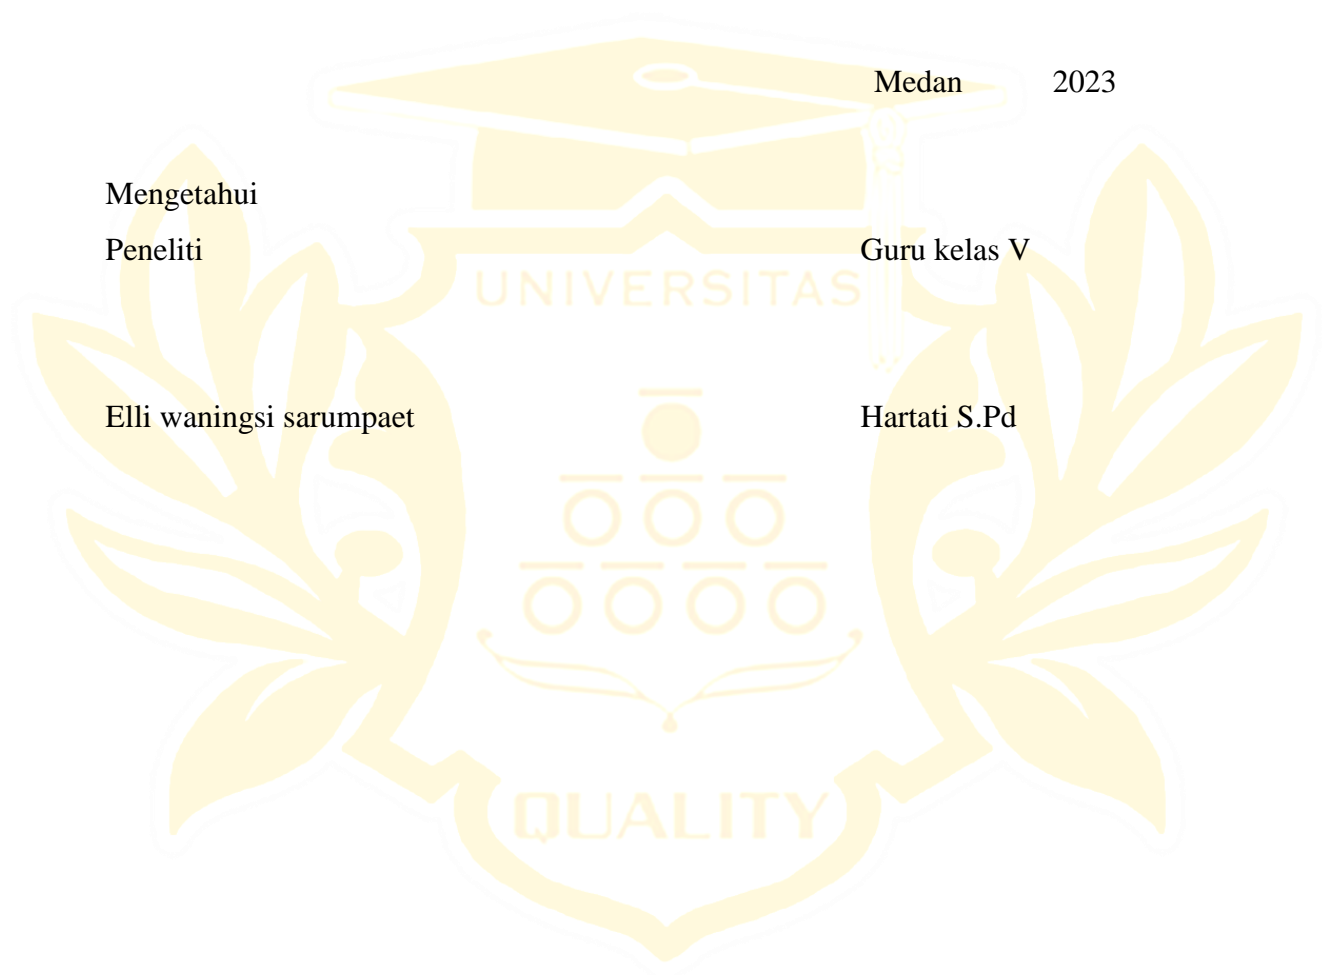 Medan 2023
Mengetahui
Peneliti Guru kelas V
UNIVERSITAS
Elli waningsi sarumpaet Hartati S.Pd
QUALITY